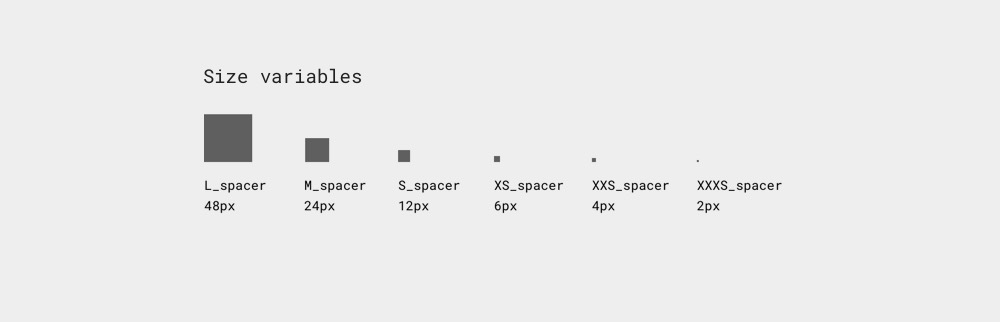 Size variables
L_spacer M_spacer S_spacer XS_spacer XXS_spacer XXXS_spacer
48px 24px 12px 6px 4px 2px